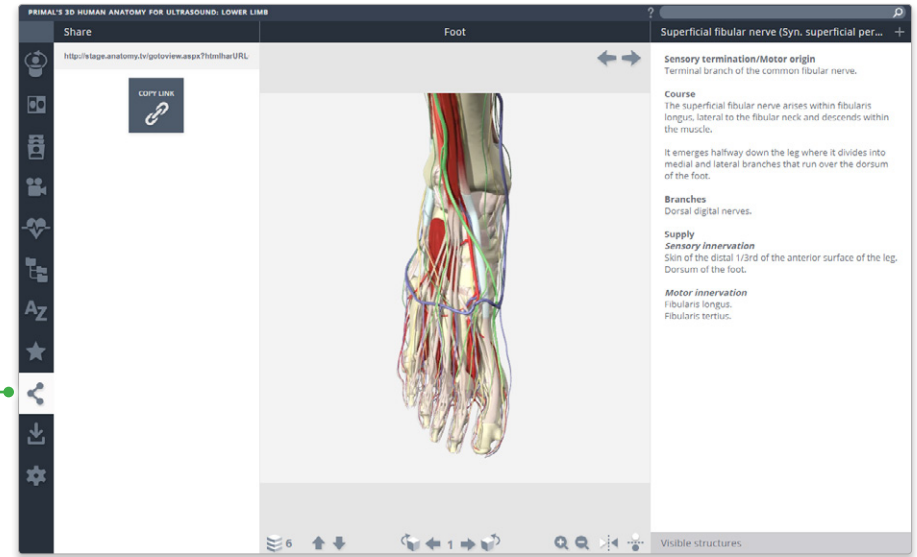 PRIMAL'S 3D HUMAN ANATOMY FOR ULTRASOUND: LOWER LIMB
?
Share
Foot
Superficial fibular nerve (Syn. superficial per... +
http://stage.anatomy.tv/gotoview.aspx?htmlharURL
COPY LINK
Sensory termination/Motor origin
Terminal branch of the common fibular nerve.
Course
The superficial fibular nerve arises within fibularis
longus, lateral to the fibular neck and descends within
the muscle.
It emerges halfway down the leg where it divides into
medial and lateral branches that run over the dorsum
of the foot.
Branches
Dorsal digital nerves.
Supply
Sensory innervation
Skin of the distal 1/3rd of the anterior surface of the leg.
Dorsum of the foot.
Motor innervation
Fibularis longus.
Fibularis tertius.
AZ
6
1
Visible structures